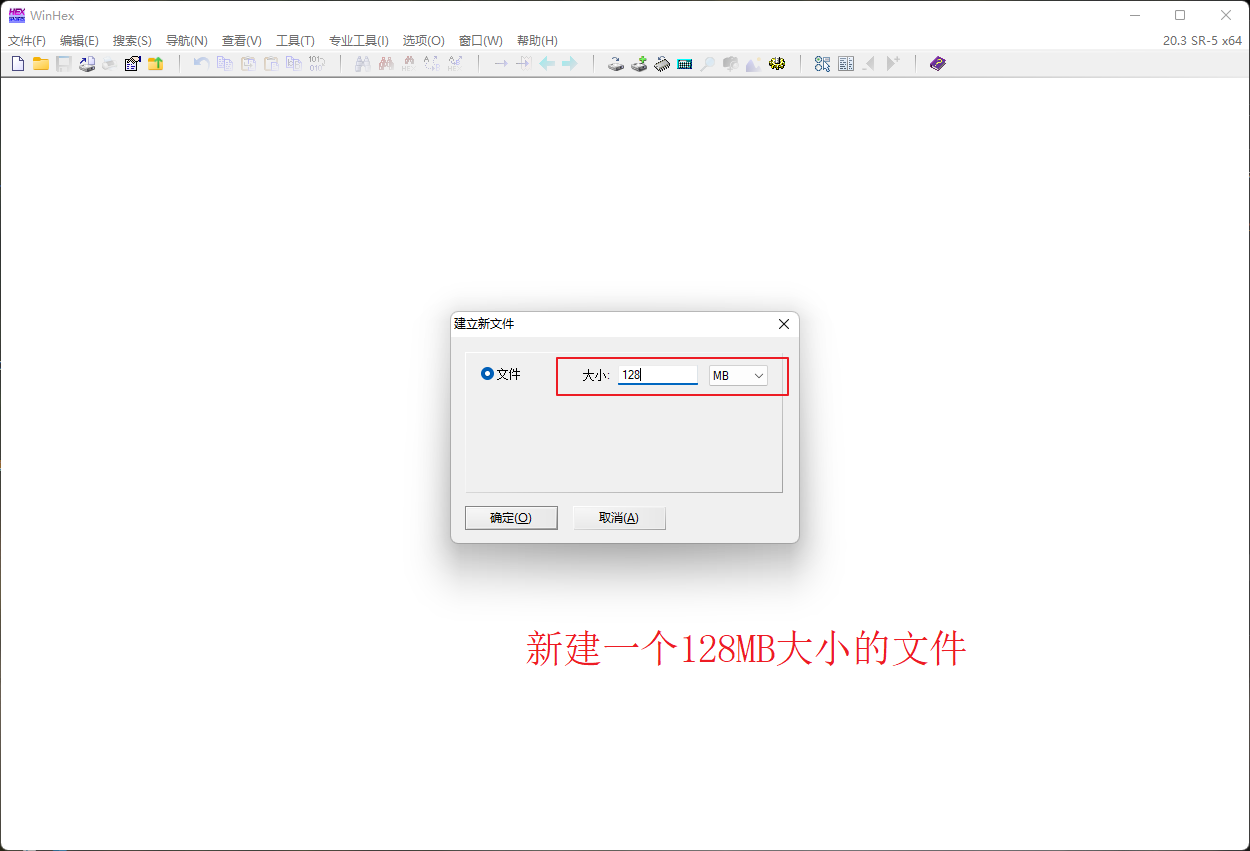 WinHex
文件(F) 编辑(E) 搜索(S) 导航(N) 查看(V) 工具(T) 专业工具(I) 选项(O) 窗口(W) 帮助(H) 20.3 SR-5 x64
建立新文件
文件 大小: 128 MB
确定(O) 取消(A)
新建一个128MB大小的文件